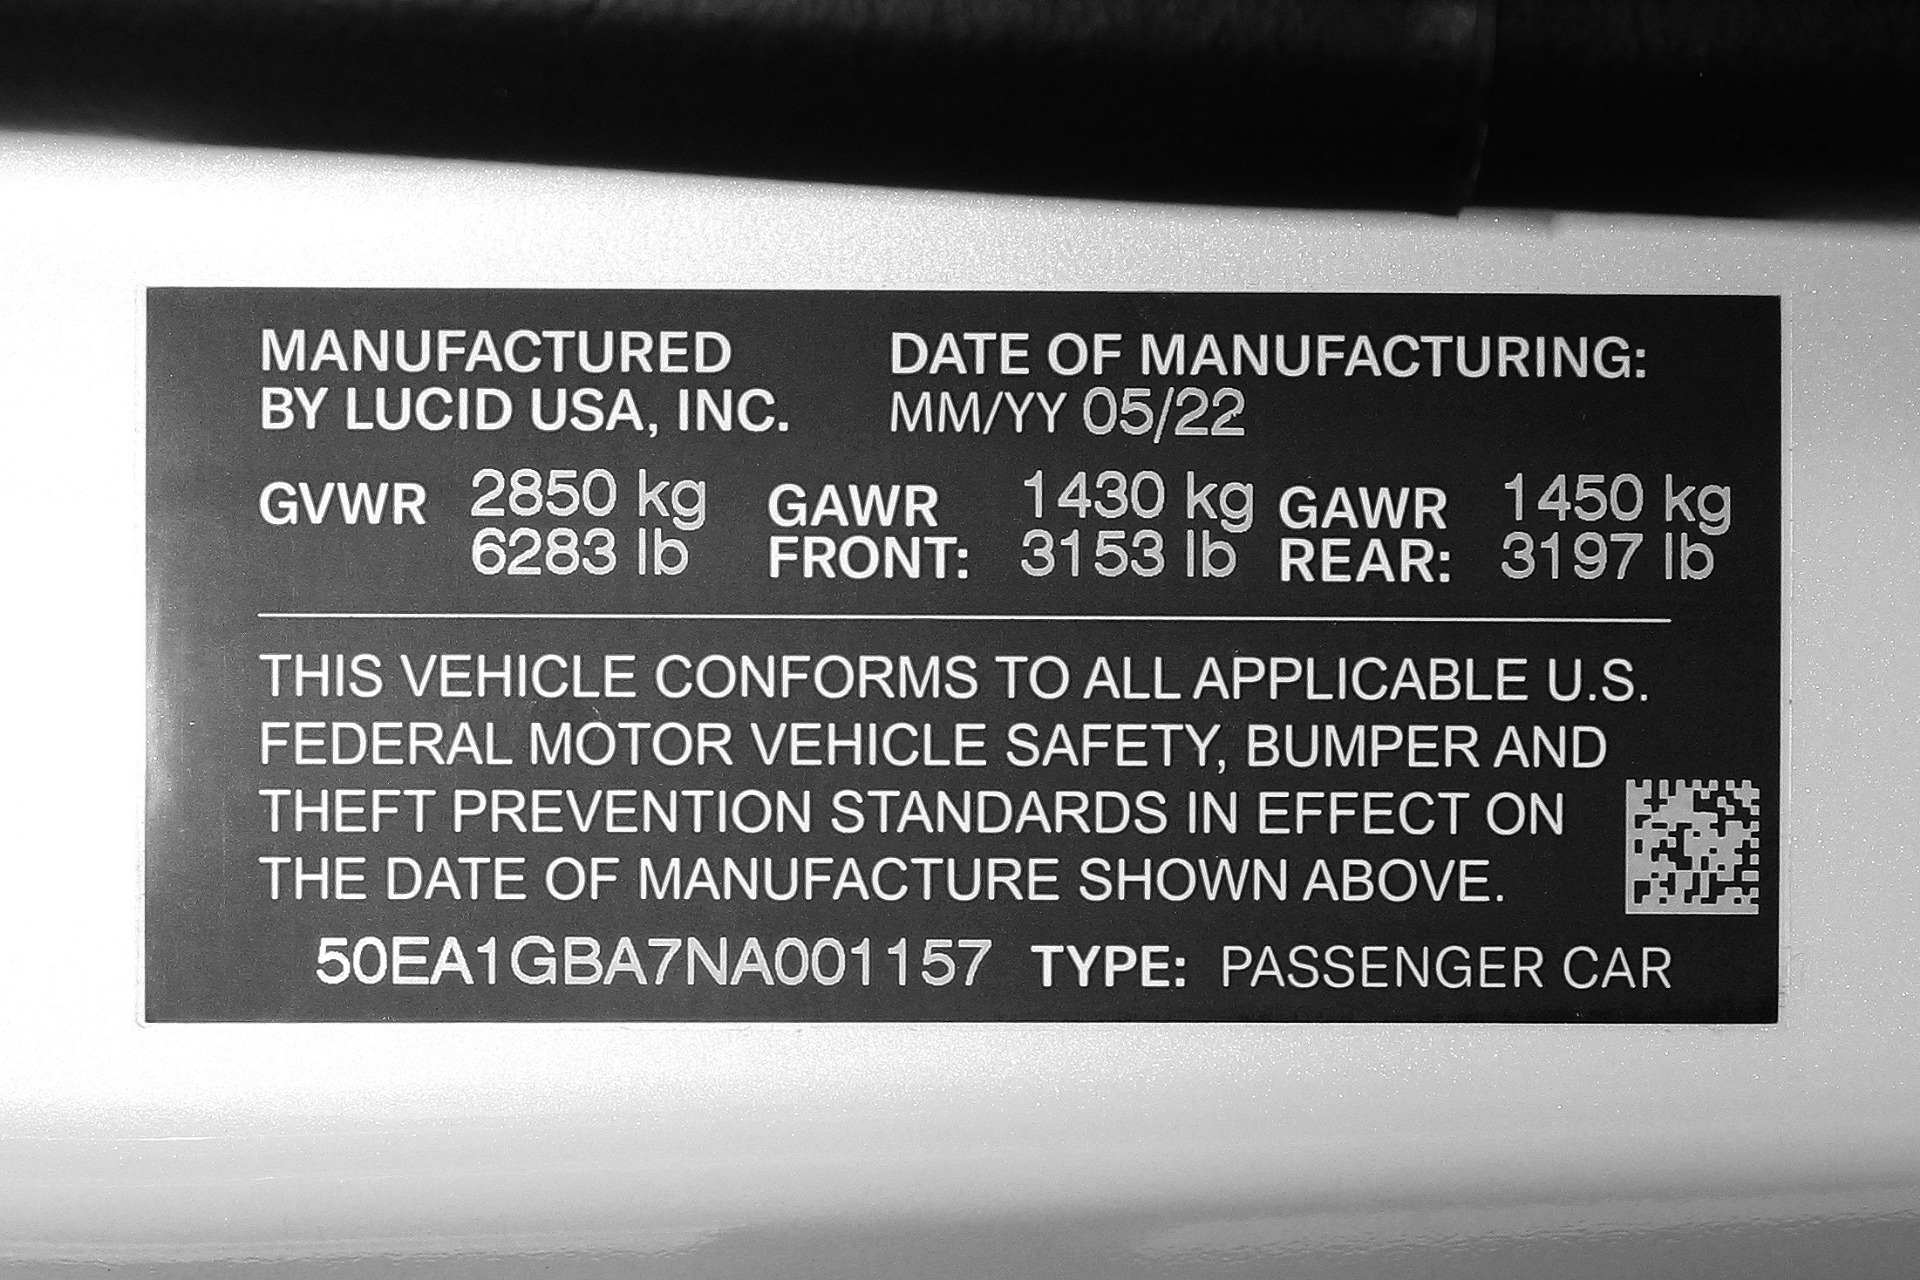 MANUFACTURED
BY LUCID USA, INC.
DATE OF MANUFACTURING:
MM/YY 05/22
GVWR 2850 kg
6283 lb
GAWR
FRONT:
1430 kg
3153 lb
GAWR
REAR:
1450 kg
3197 lb
THIS VEHICLE CONFORMS TO ALL APPLICABLE U.S.
FEDERAL MOTOR VEHICLE SAFETY, BUMPER AND
THEFT PREVENTION STANDARDS IN EFFECT ON
THE DATE OF MANUFACTURE SHOWN ABOVE.
50EA1GBA7NA001157 TYPE: PASSENGER CAR